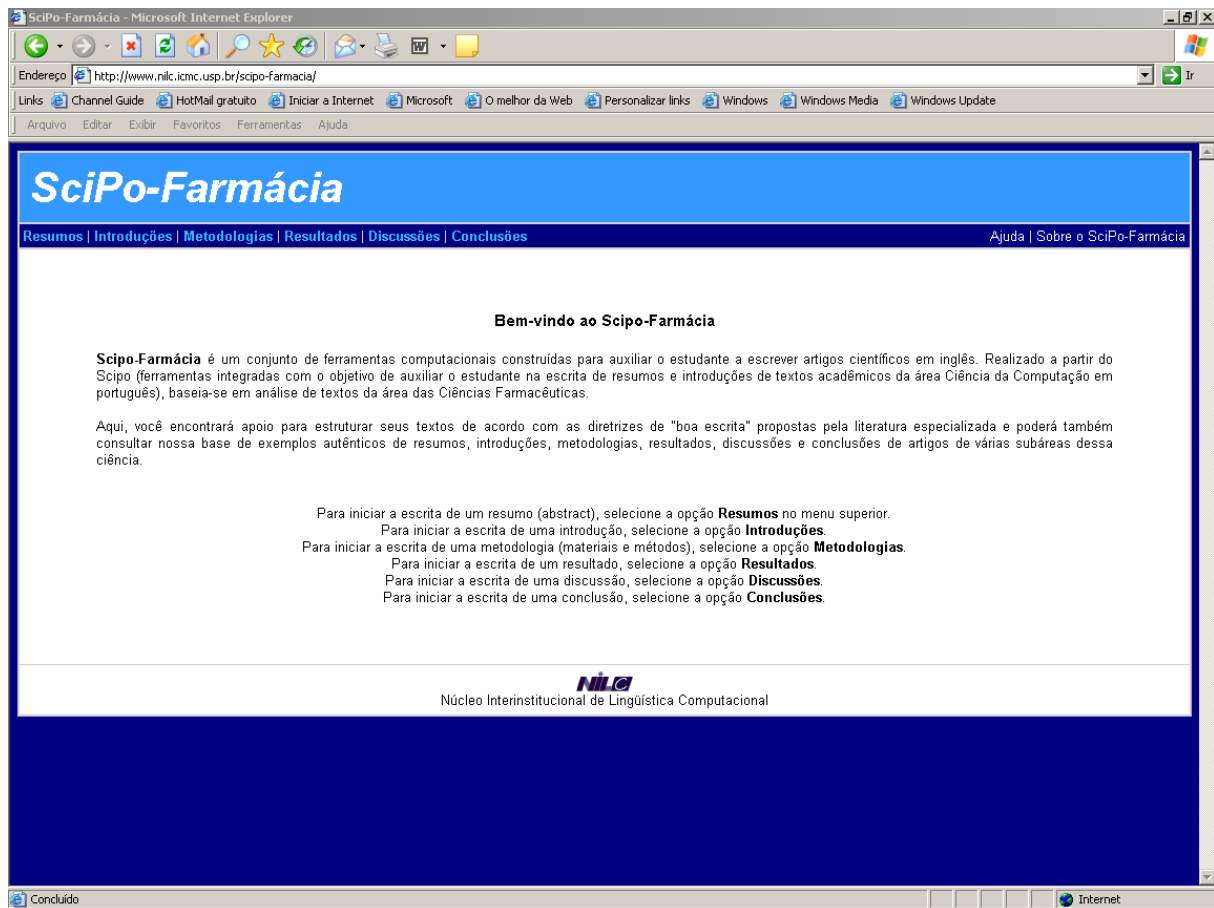 SciPo-Farmácia - Microsoft Internet Explorer
Endereço http://www.nilc.icmc.usp.br/scipo-farmacia/ Ir
Links Channel Guide HotMail gratuito Iniciar a Internet Microsoft O melhor da Web Personalizar links Windows Windows Media Windows Update
Arquivo Editar Exibir Favoritos Ferramentas Ajuda
SciPo-Farmácia
Resumos | Introduções | Metodologias | Resultados | Discussões | Conclusões Ajuda | Sobre o SciPo-Farmácia
Bem-vindo ao Scipo-Farmácia
Scipo-Farmácia é um conjunto de ferramentas computacionais construídas para auxiliar o estudante a escrever artigos científicos em inglês. Realizado a partir do
Scipo (ferramentas integradas com o objetivo de auxiliar o estudante na escrita de resumos e introduções de textos acadêmicos da área Ciência da Computação em
português), baseia-se em análise de textos da área das Ciências Farmacêuticas.
Aqui, você encontrará apoio para estruturar seus textos de acordo com as diretrizes de "boa escrita" propostas pela literatura especializada e poderá também
consultar nossa base de exemplos autênticos de resumos, introduções, metodologias, resultados, discussões e conclusões de artigos de várias subáreas dessa
ciência.
Para iniciar a escrita de um resumo (abstract), selecione a opção Resumos no menu superior.
Para iniciar a escrita de uma introdução, selecione a opção Introduções.
Para iniciar a escrita de uma metodologia (materiais e métodos), selecione a opção Metodologias.
Para iniciar a escrita de um resultado, selecione a opção Resultados.
Para iniciar a escrita de uma discussão, selecione a opção Discussões.
Para iniciar a escrita de uma conclusão, selecione a opção Conclusões.
NILC
Núcleo Interinstitucional de Lingüística Computacional
Concluído Internet